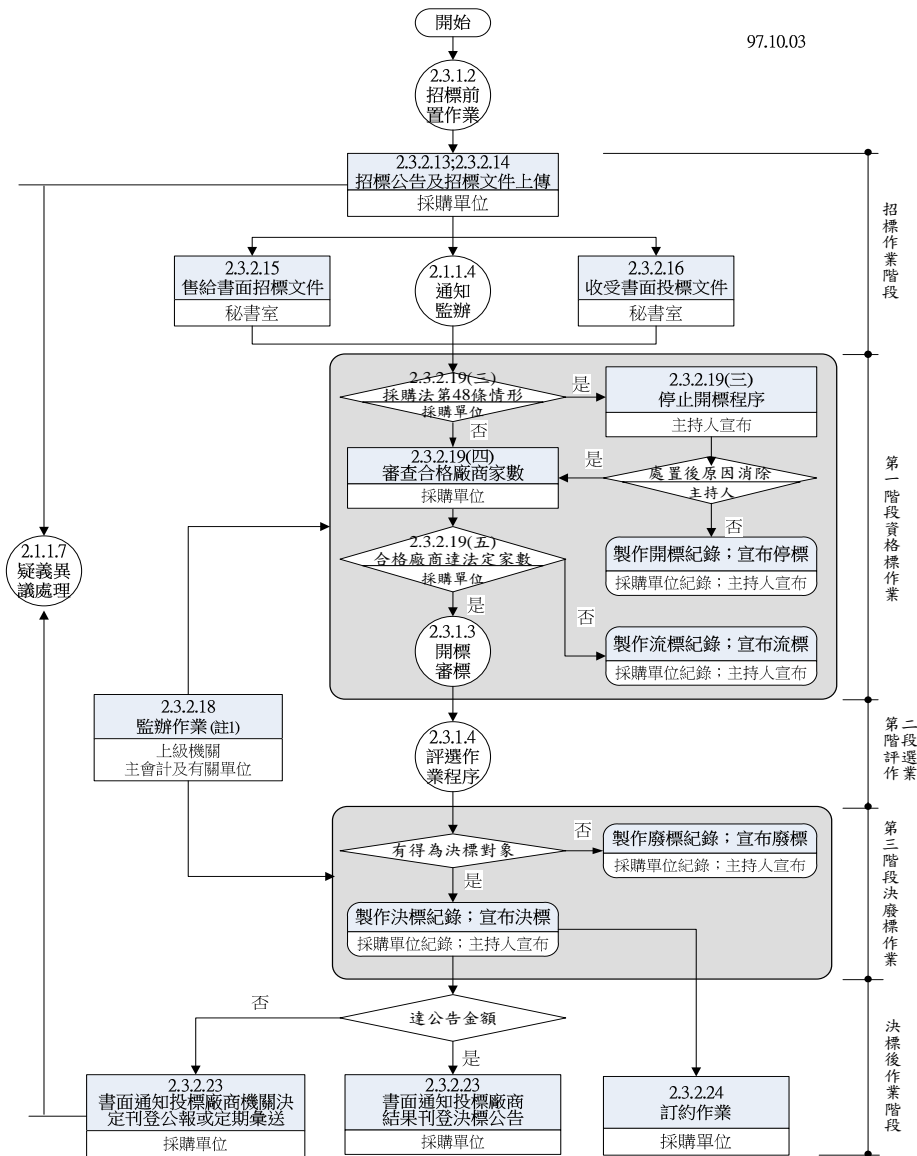 開始
97.10.03
2.3.1.2
招標前
置作業
2.3.2.13;2.3.2.14
招標公告及招標文件上傳
採購單位
招標作業階段
2.3.2.15
售給書面招標文件
秘書室
2.1.1.4
通知
監辦
2.3.2.16
收受書面投標文件
秘書室
2.3.2.19(三)
採購法第48條情形
採購單位
是
否
2.3.2.19(三)
停止開標程序
主持人宣布
2.3.2.19(四)
審查合格廠商家數
採購單位
是
處置後原因消除
主持人
否
第一階段資格標作業
2.3.2.19(五)
合格廠商達法定家數
採購單位
是
否
製作開標紀錄；宣布停標
採購單位紀錄；主持人宣布
2.1.1.7
疑義異
議處理
2.3.1.3
開標
審標
製作流標紀錄；宣布流標
採購單位紀錄；主持人宣布
2.3.2.18
監辦作業(註1)
上級機關
主會計及有關單位
2.3.1.4
評選作
業程序
第二
階段
評選
作業
有得為決標對象
否
是
製作廢標紀錄；宣布廢標
採購單位紀錄；主持人宣布
第三階段決廢標作業
製作決標紀錄；宣布決標
採購單位紀錄；主持人宣布
達公告金額
否
是
決標後作業階段
2.3.2.23
書面通知投標廠商機關決
定刊登公報或定期彙送
採購單位
2.3.2.23
書面通知投標廠商
結果刊登決標公告
採購單位
2.3.2.24
訂約作業
採購單位